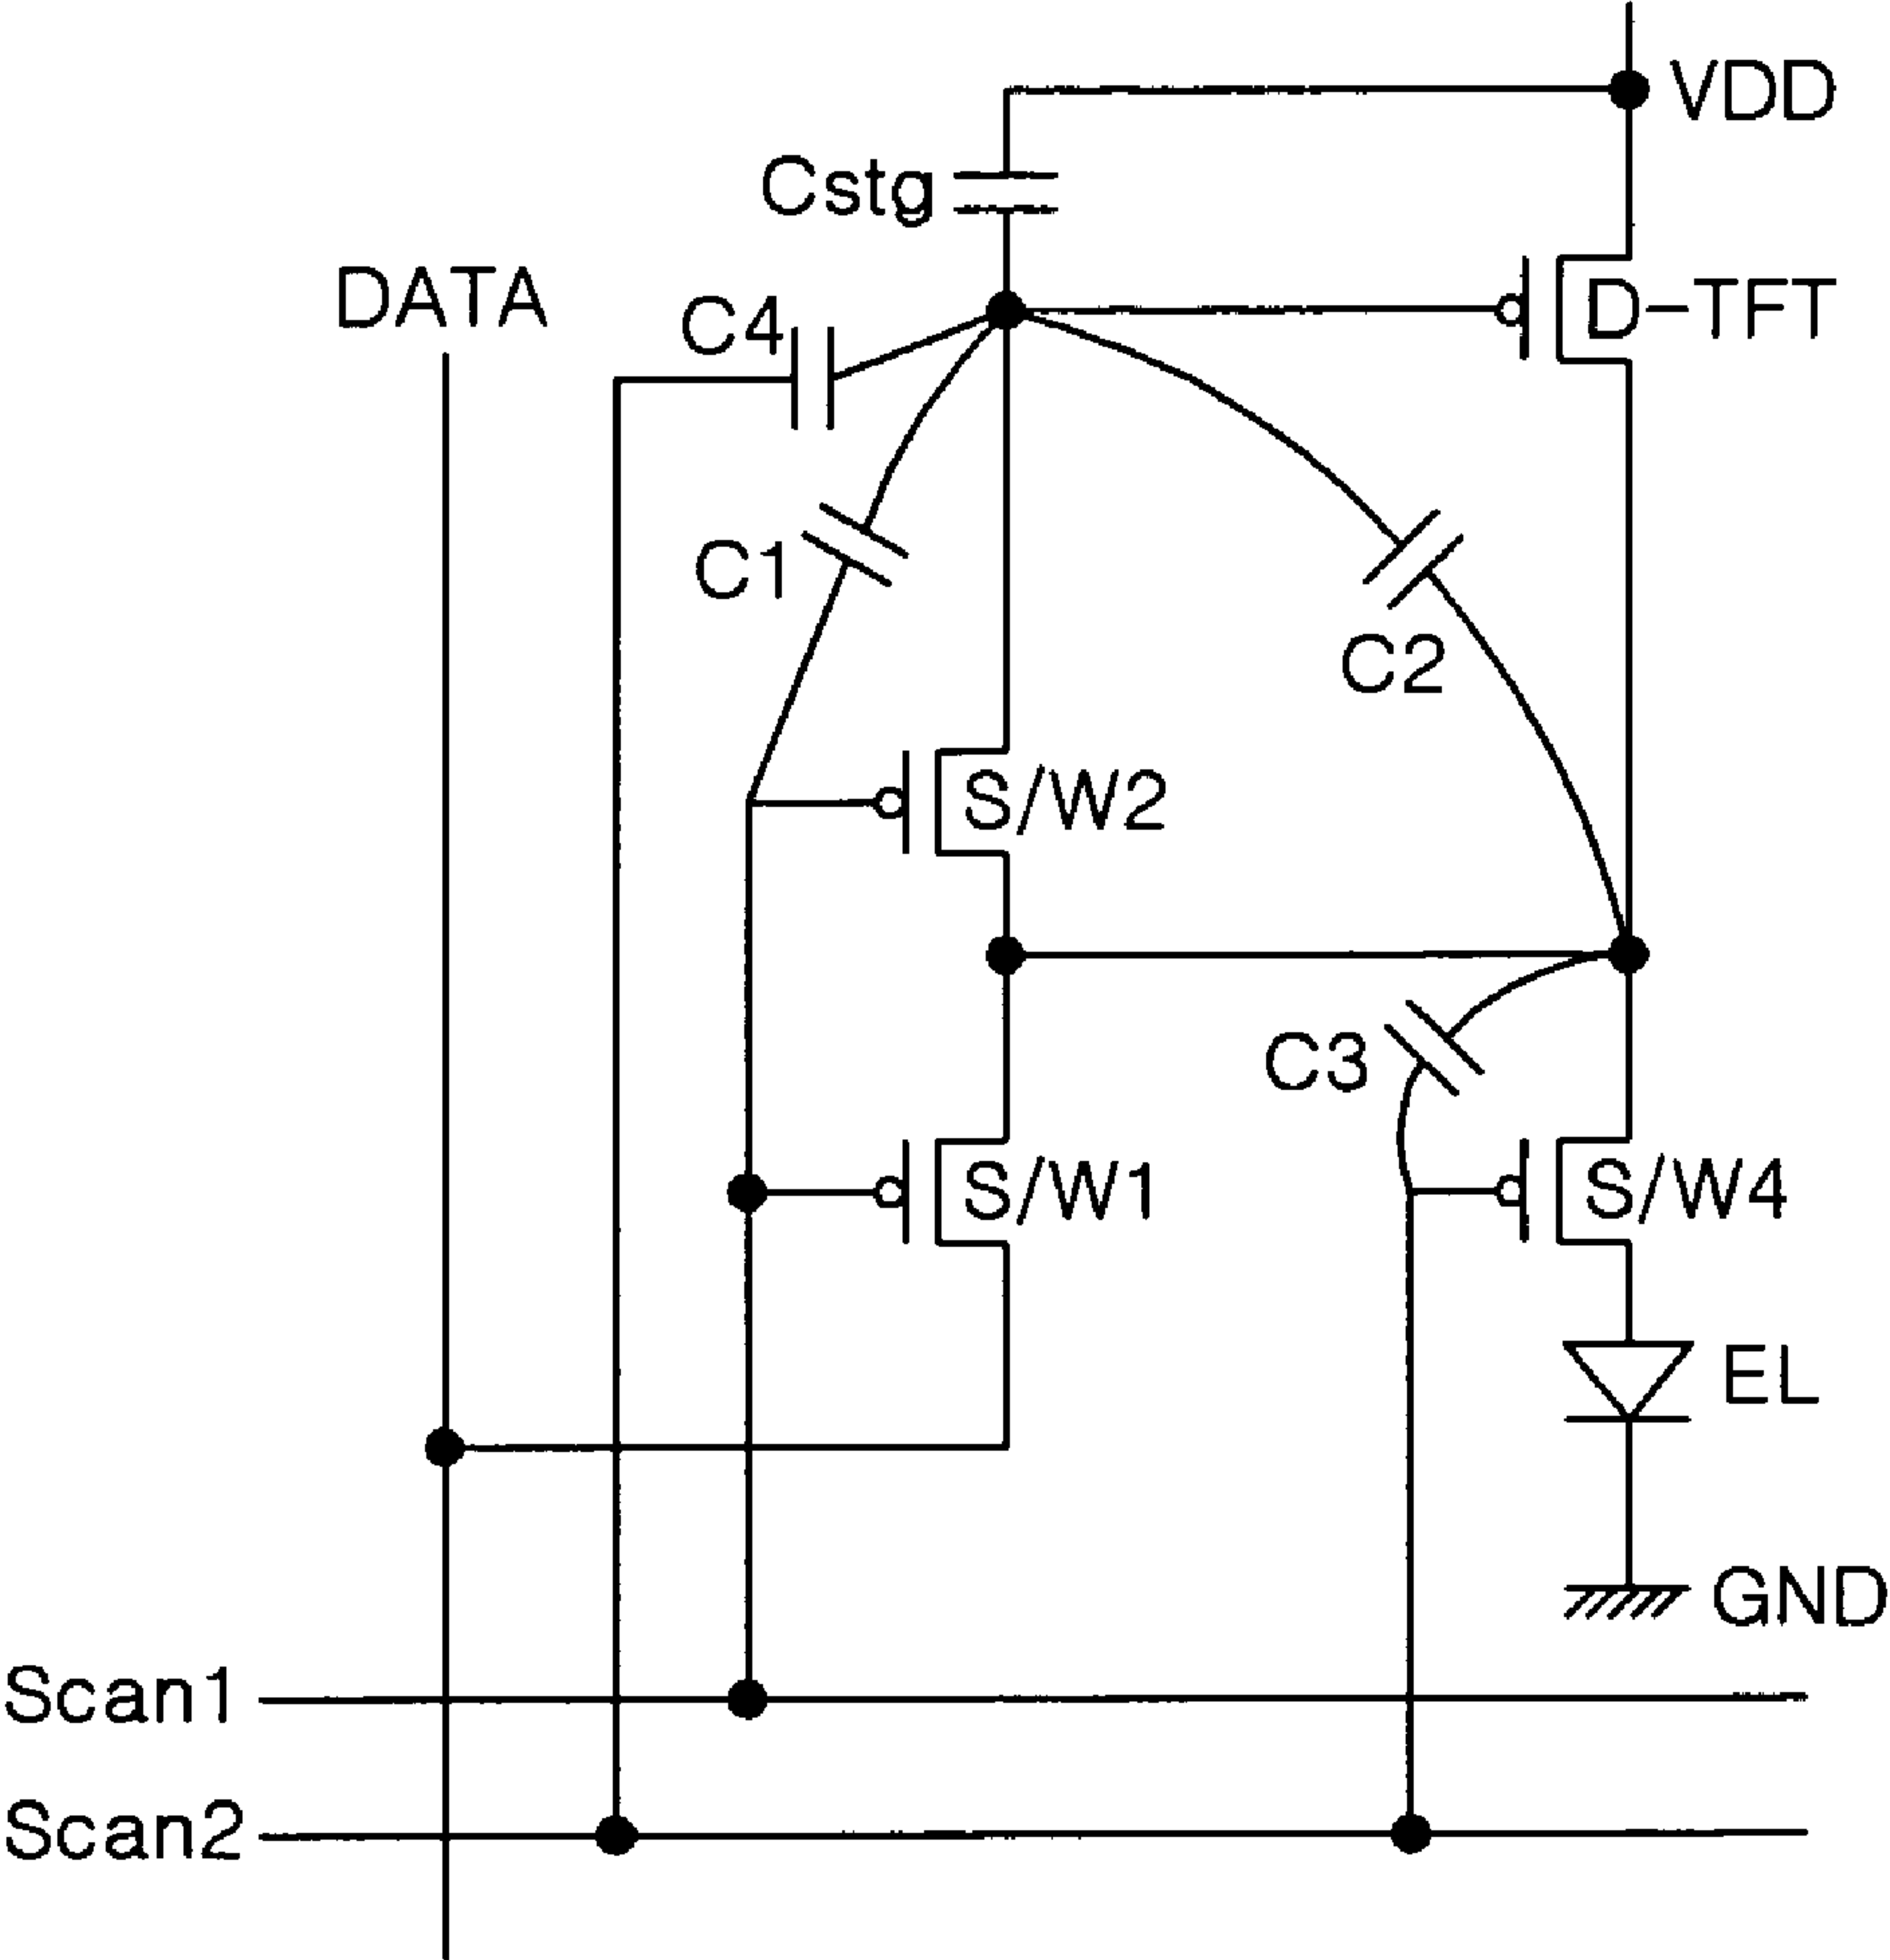 VDD
Cstg
DATA
C4
D-TFT
C1
C2
S/W2
C3
S/W1
S/W4
EL
GND
Scan1
Scan2